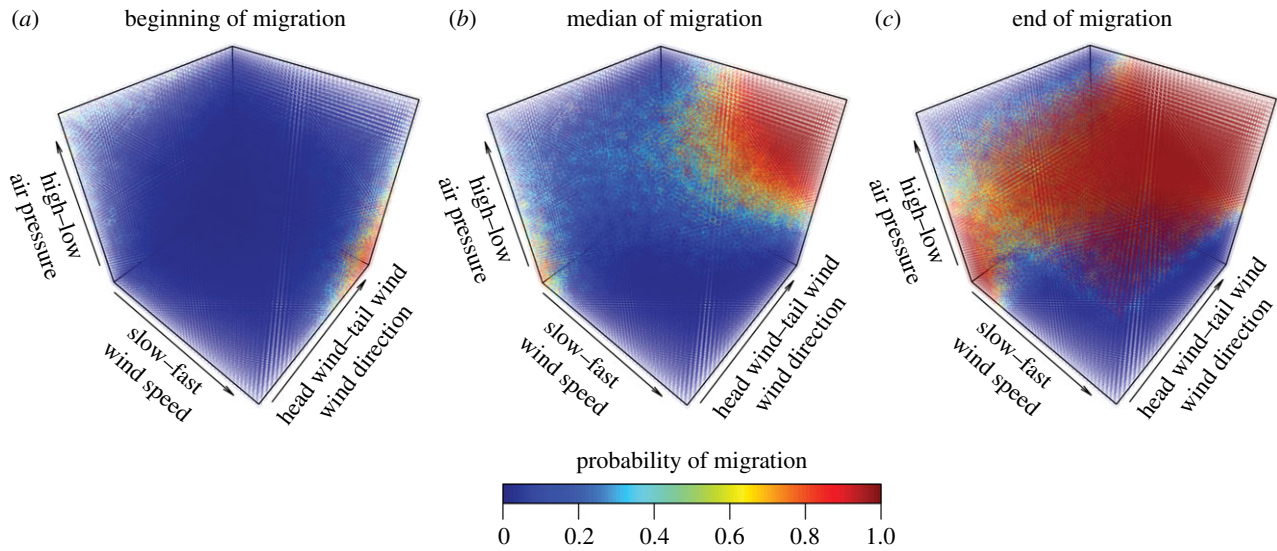 (a) beginning of migration
(b) median of migration
(c) end of migration
high–low
air pressure
slow–fast
wind speed
head wind–tail wind
wind direction
high–low
air pressure
slow–fast
wind speed
head wind–tail wind
wind direction
high–low
air pressure
slow–fast
wind speed
head wind–tail wind
wind direction
probability of migration
0 0.2 0.4 0.6 0.8 1.0